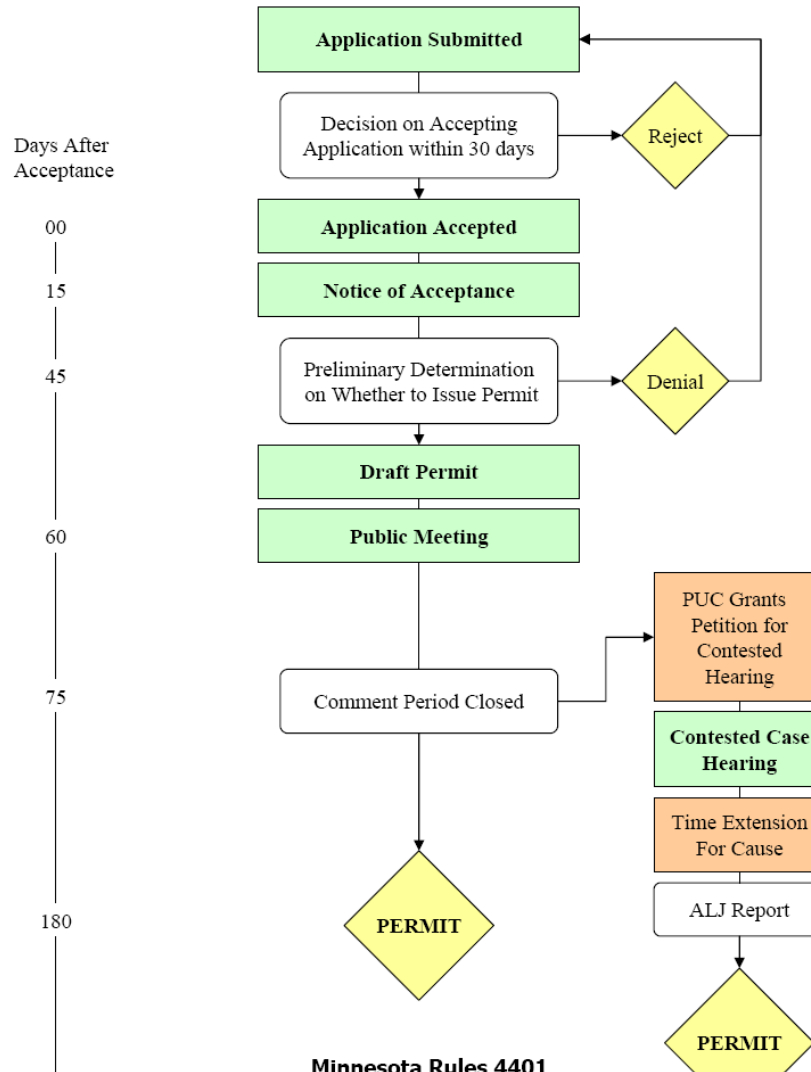 Application Submitted
Decision on Accepting
Application within 30 days
Reject
Days After
Acceptance
00
Application Accepted
15
Notice of Acceptance
45
Preliminary Determination
on Whether to Issue Permit
Denial
Draft Permit
60
Public Meeting
PUC Grants
Petition for
Contested
Hearing
75
Comment Period Closed
Contested Case
Hearing
Time Extension
For Cause
180
PERMIT
ALJ Report
PERMIT
Minnesota Rules 4401